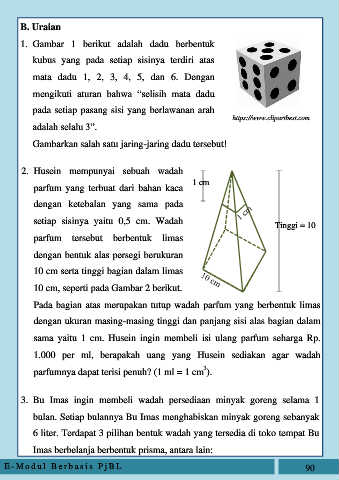 B. Uraian
1. Gambar 1 berikut adalah dadu berbentuk
kubus yang pada setiap sisinya terdiri atas
mata dadu 1, 2, 3, 4, 5, dan 6. Dengan
mengikuti aturan bahwa “selisih mata dadu
pada setiap pasang sisi yang berlawanan arah
adalah selalu 3”.
https://www.clipartbest.com
Gambarkan salah satu jaring-jaring dadu tersebut!
2. Husein mempunyai sebuah wadah
parfum yang terbuat dari bahan kaca
dengan ketebalan yang sama pada
setiap sisinya yaitu 0,5 cm. Wadah
parfum tersebut berbentuk limas
dengan bentuk alas persegi berukuran
10 cm serta tinggi bagian dalam limas
10 cm, seperti pada Gambar 2 berikut.
1 cm
1 cm
Tinggi = 10
10 cm
Pada bagian atas merupakan tutup wadah parfum yang berbentuk limas
dengan ukuran masing-masing tinggi dan panjang sisi alas bagian dalam
sama yaitu 1 cm. Husein ingin membeli isi ulang parfum seharga Rp.
1.000 per ml, berapakah uang yang Husein sediakan agar wadah
parfumnya dapat terisi penuh? (1 ml = 1 cm³).
3. Bu Imas ingin membeli wadah persediaan minyak goreng selama 1
bulan. Setiap bulannya Bu Imas menghabiskan minyak goreng sebanyak
6 liter. Terdapat 3 pilihan bentuk wadah yang tersedia di toko tempat Bu
Imas berbelanja berbentuk prisma, antara lain:
E-Modul Berbasis PjBL
90